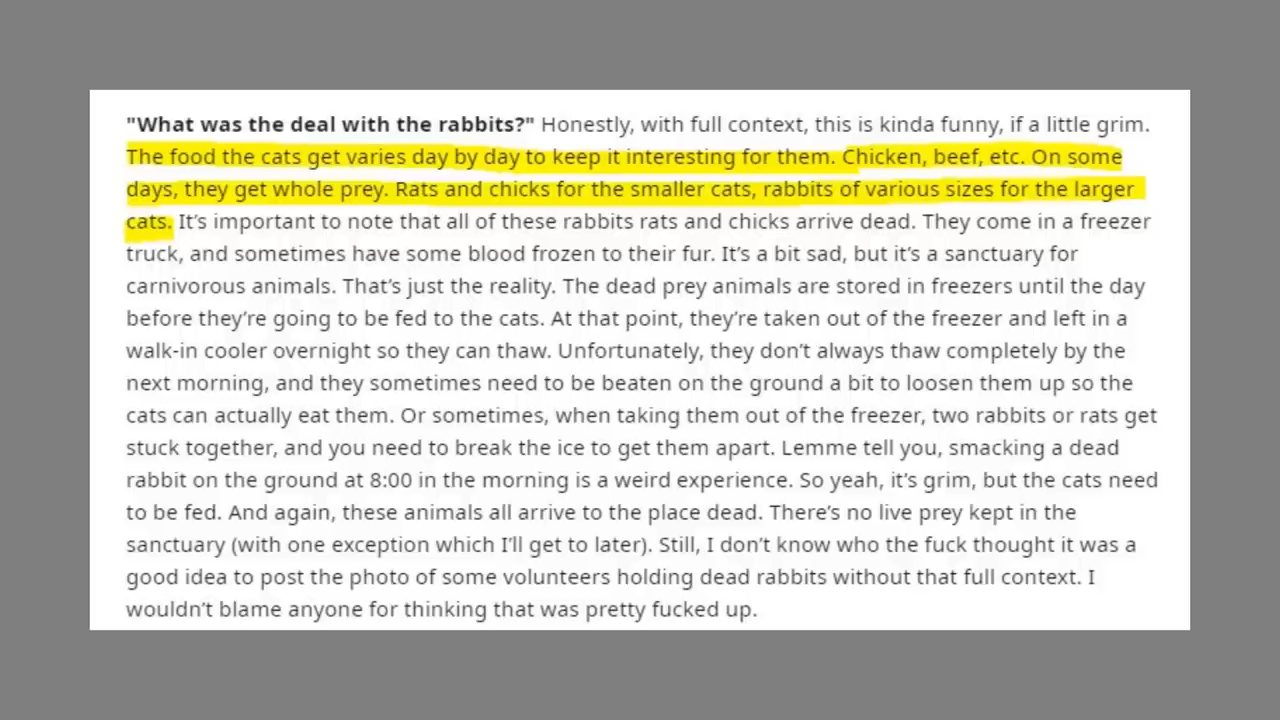 "What was the deal with the rabbits?" Honestly, with full context, this is kinda funny, if a little grim.
The food the cats get varies day by day to keep it interesting for them. Chicken, beef, etc. On some
days, they get whole prey. Rats and chicks for the smaller cats, rabbits of various sizes for the larger
cats. It's important to note that all of these rabbits rats and chicks arrive dead. They come in a freezer
truck, and sometimes have some blood frozen to their fur. It's a bit sad, but it's a sanctuary for
carnivorous animals. That's just the reality. The dead prey animals are stored in freezers until the day
before they're going to be fed to the cats. At that point, they're taken out of the freezer and left in a
walk-in cooler overnight so they can thaw. Unfortunately, they don't always thaw completely by the
next morning, and they sometimes need to be beaten on the ground a bit to loosen them up so the
cats can actually eat them. Or sometimes, when taking them out of the freezer, two rabbits or rats get
stuck together, and you need to break the ice to get them apart. Lemme tell you, smacking a dead
rabbit on the ground at 8:00 in the morning is a weird experience. So yeah, it's grim, but the cats need
to be fed. And again, these animals all arrive to the place dead. There's no live prey kept in the
sanctuary (with one exception which I'll get to later). Still, I don't know who the fuck thought it was a
good idea to post the photo of some volunteers holding dead rabbits without that full context. I
wouldn't blame anyone for thinking that was pretty fucked up.